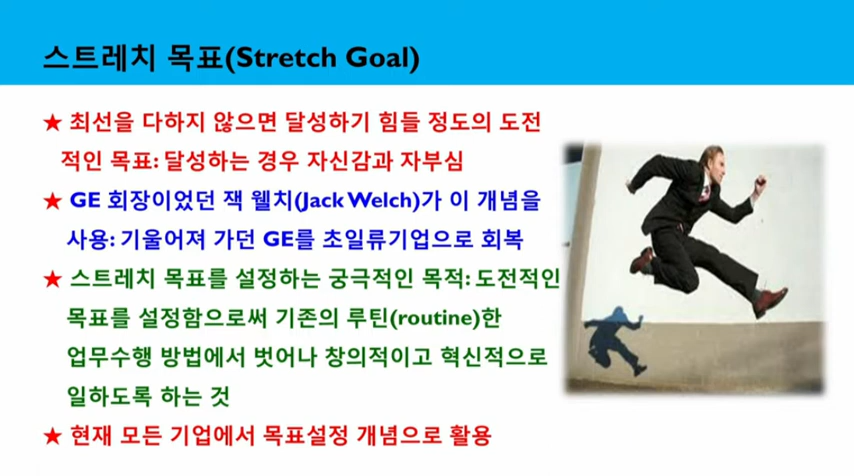 스트레치 목표(Stretch Goal)
★ 최선을 다하지 않으면 달성하기 힘들 정도의 도전
적인 목표: 달성하는 경우 자신감과 자부심
★ GE 회장이었던 잭 웰치(Jack Welch)가 이 개념을
사용: 기울어져 가던 GE를 초일류기업으로 회복
★ 스트레치 목표를 설정하는 궁극적인 목적: 도전적인
목표를 설정함으로써 기존의 루틴(routine)한
업무수행 방법에서 벗어나 창의적이고 혁신적으로
일하도록 하는 것
★ 현재 모든 기업에서 목표설정 개념으로 활용